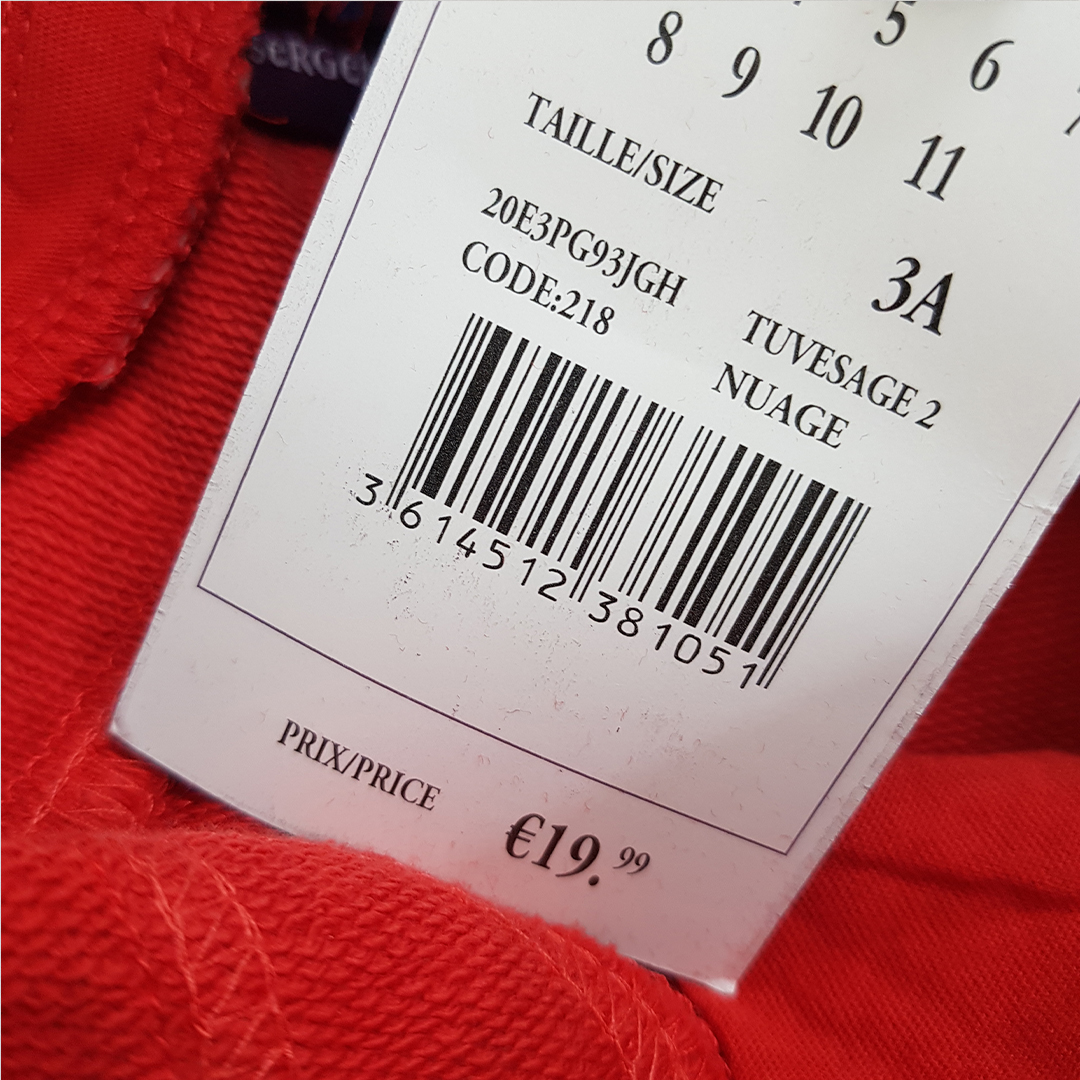 5 6
8 9 10 11
TAILLE/SIZE
3A
20E3PG93JGH
TUVESAGE 2
CODE:218
NUAGE
3 614512 381051
PRIX/PRICE
€19.99